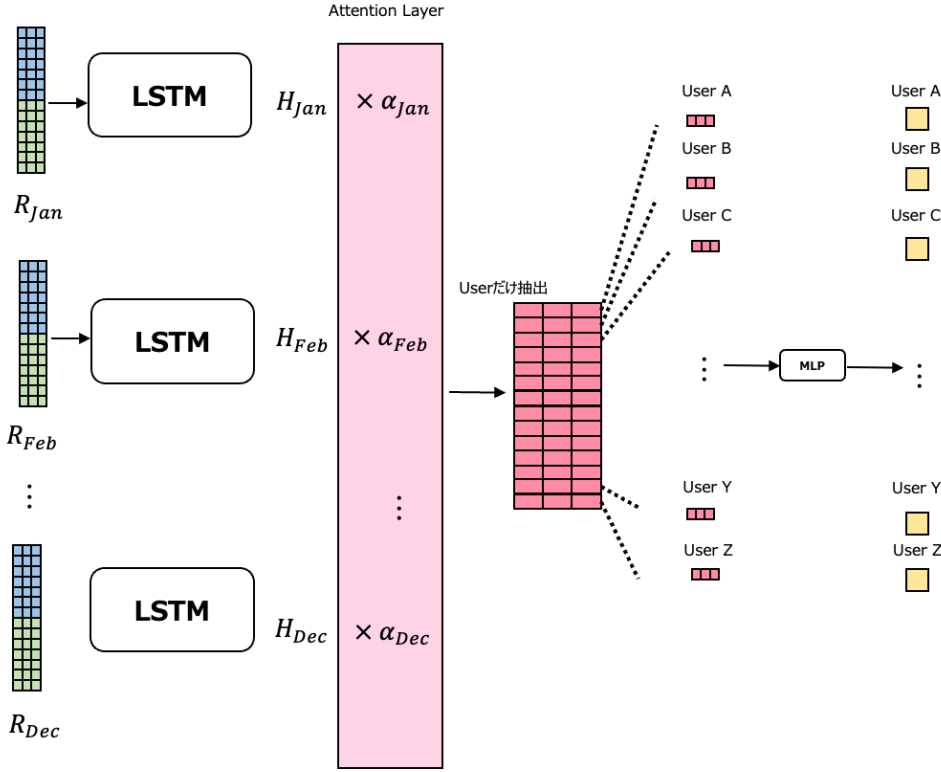 Attention Layer
LSTM
H_Jan
× α_Jan
R_Jan
LSTM
H_Feb
× α_Feb
R_Feb
⋮
⋮
LSTM
H_Dec
× α_Dec
R_Dec
Userだけ抽出
User A
User A
User B
User B
User C
User C
⋮
MLP
⋮
User Y
User Y
User Z
User Z